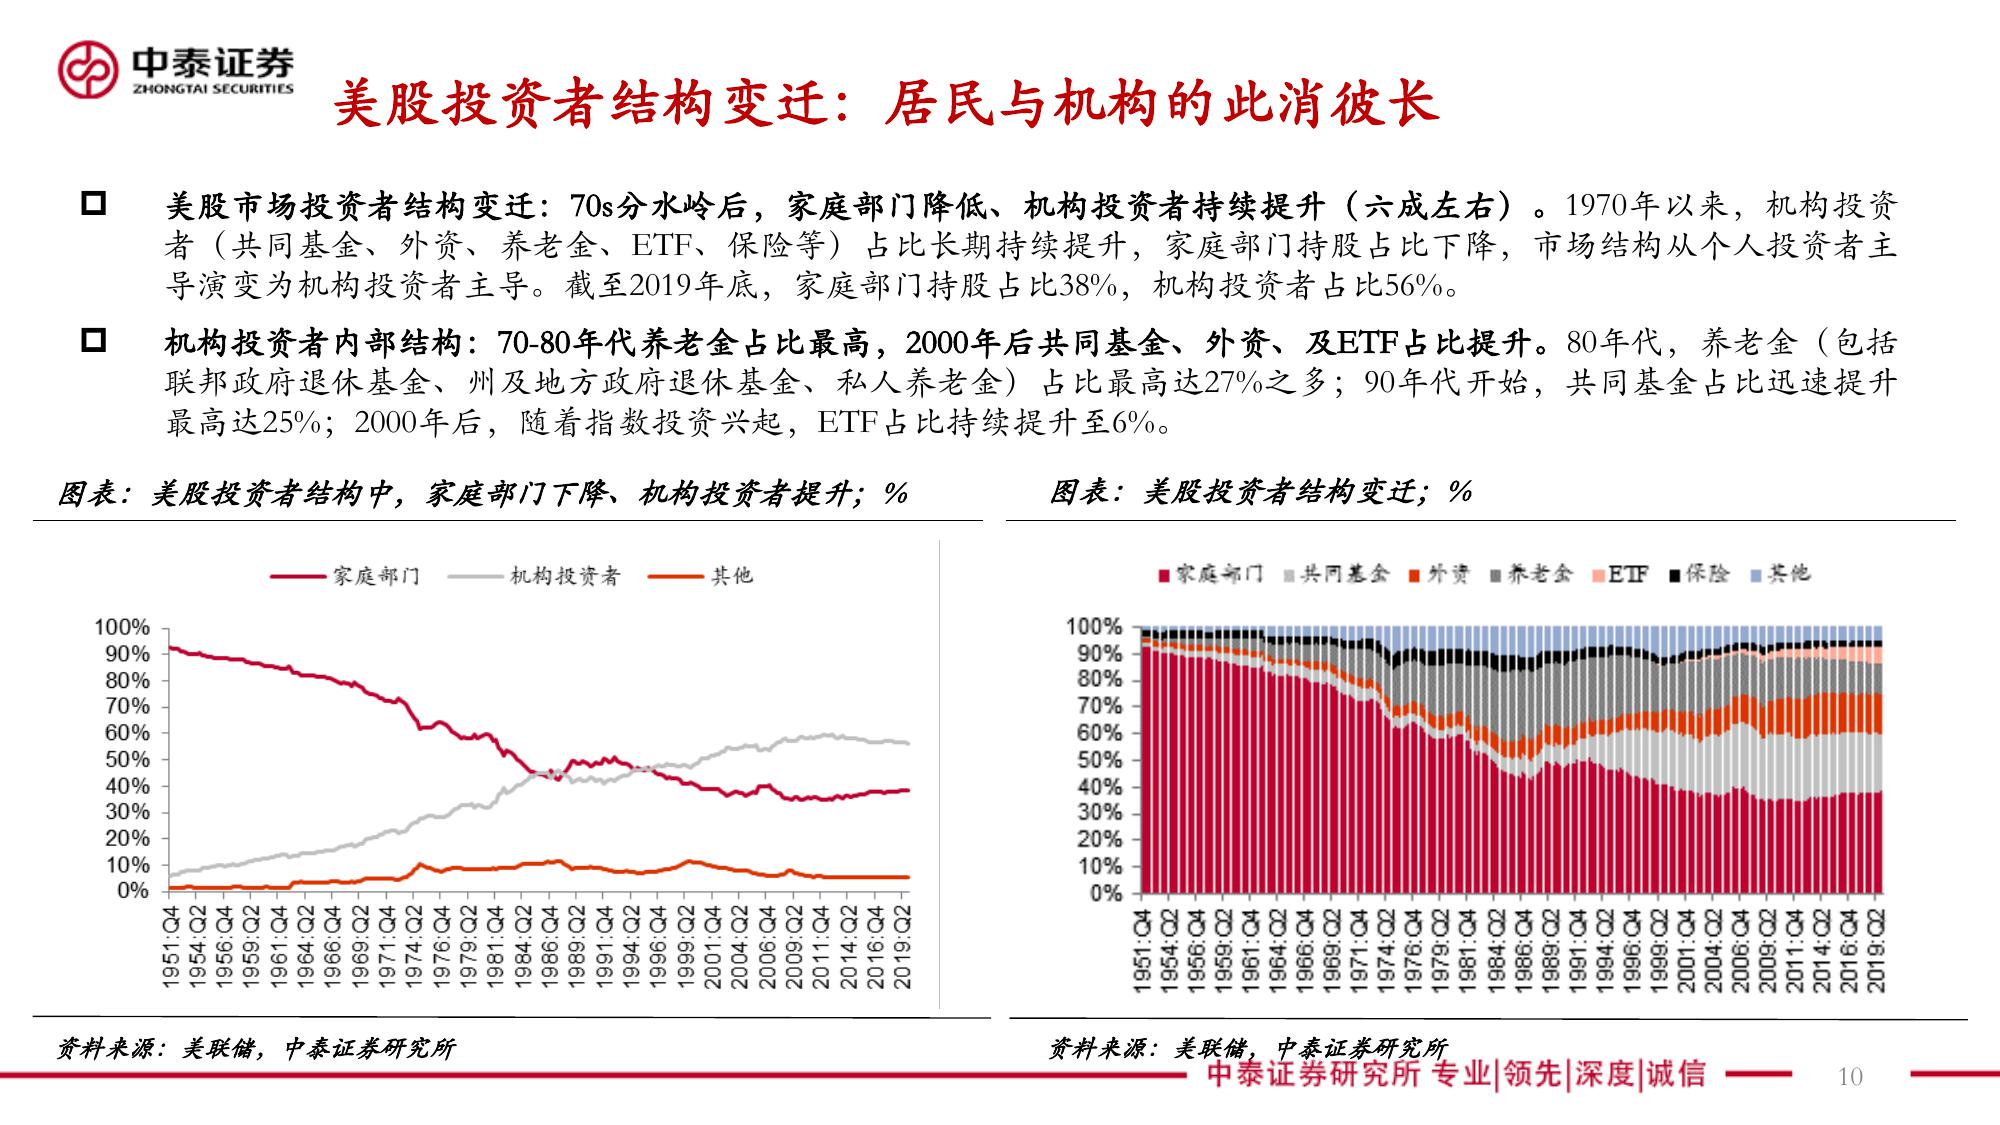 中泰证券
ZHONGTAI SECURITIES
美股投资者结构变迁：居民与机构的此消彼长
美股市场投资者结构变迁：70s分水岭后，家庭部门降低、机构投资者持续提升（六成左右）。1970年以来，机构投资
者（共同基金、外资、养老金、ETF、保险等）占比长期持续提升，家庭部门持股占比下降，市场结构从个人投资者主
导演变为机构投资者主导。截至2019年底，家庭部门持股占比38%，机构投资者占比56%。
机构投资者内部结构：70-80年代养老金占比最高，2000年后共同基金、外资、及ETF占比提升。80年代，养老金（包括
联邦政府退休基金、州及地方政府退休基金、私人养老金）占比最高达27%之多；90年代开始，共同基金占比迅速提升
最高达25%；2000年后，随着指数投资兴起，ETF占比持续提升至6%。
图表：美股投资者结构中，家庭部门下降、机构投资者提升；%
家庭部门 机构投资者 其他
100%
90%
80%
70%
60%
50%
40%
30%
20%
10%
0%
1951:Q4
1954:Q2
1956:Q4
1959:Q2
1961:Q4
1964:Q2
1966:Q4
1969:Q2
1971:Q4
1974:Q2
1976:Q4
1979:Q2
1981:Q4
1984:Q2
1986:Q4
1989:Q2
1991:Q4
1994:Q2
1996:Q4
1999:Q2
2001:Q4
2004:Q2
2006:Q4
2009:Q2
2011:Q4
2014:Q2
2016:Q4
2019:Q2
资料来源：美联储，中泰证券研究所
图表：美股投资者结构变迁；%
家庭部门 共同基金 外资 养老金 ETF 保险 其他
100%
90%
80%
70%
60%
50%
40%
30%
20%
10%
0%
1951:Q4
1954:Q2
1956:Q4
1959:Q2
1961:Q4
1964:Q2
1966:Q4
1969:Q2
1971:Q4
1974:Q2
1976:Q4
1979:Q2
1981:Q4
1984:Q2
1986:Q4
1989:Q2
1991:Q4
1994:Q2
1996:Q4
1999:Q2
2001:Q4
2004:Q2
2006:Q4
2009:Q2
2011:Q4
2014:Q2
2016:Q4
2019:Q2
资料来源：美联储，中泰证券研究所
中泰证券研究所 专业|领先|深度|诚信
10